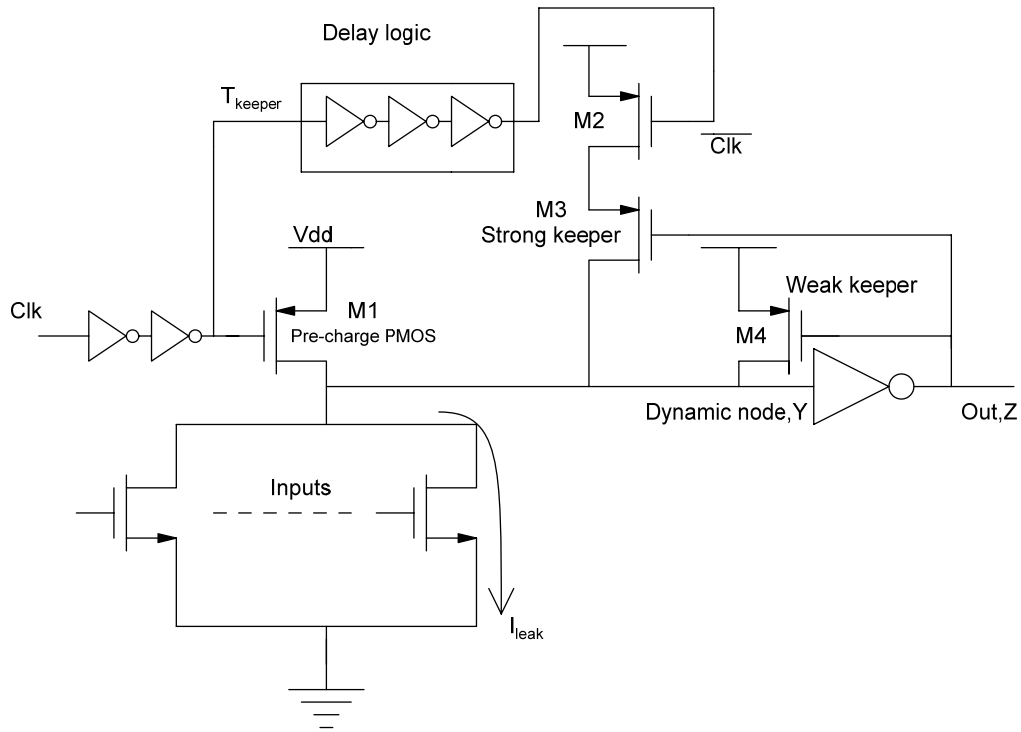 Delay logic
T keeper
M2
Clk
M3
Strong keeper
Vdd
Weak keeper
Clk
M1
Pre-charge PMOS
M4
Dynamic node,Y
Out,Z
Inputs
I leak